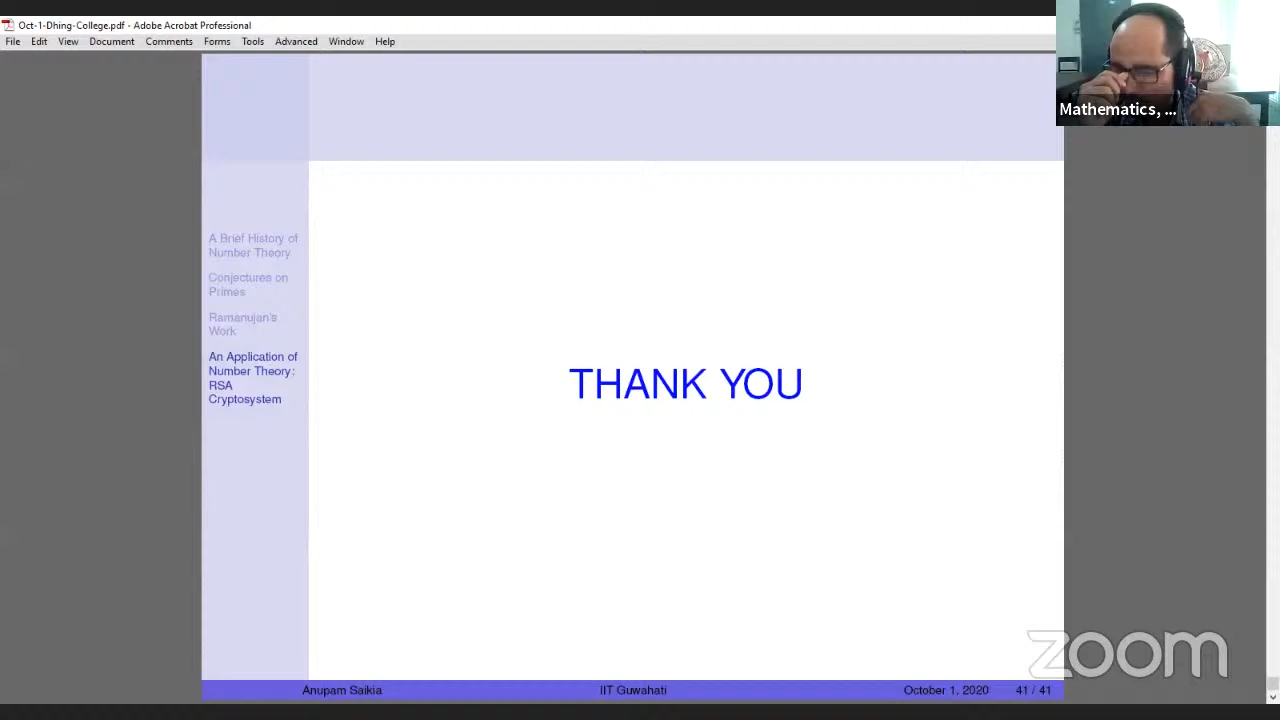 Oct-1-Dhing-College.pdf - Adobe Acrobat Professional
File Edit View Document Comments Forms Tools Advanced Window Help
Mathematics, ...
A Brief History of
Number Theory
Conjectures on
Primes
Ramanujan's
Work
An Application of
Number Theory:
RSA
Cryptosystem
THANK YOU
zoom
Anupam Saikia IIT Guwahati October 1, 2020 41 / 41